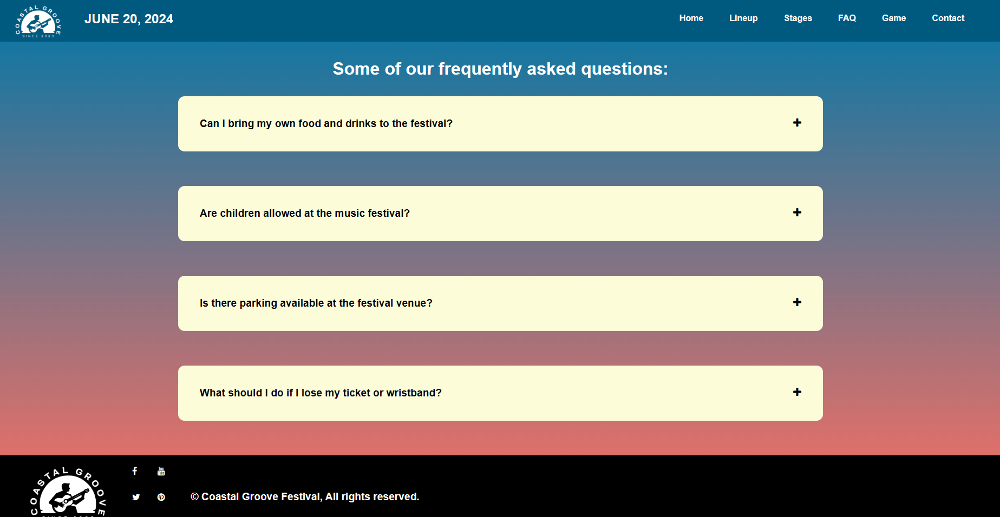 COASTAL GROOVE
SINCE 2023
JUNE 20, 2024
Home
Lineup
Stages
FAQ
Game
Contact
Some of our frequently asked questions:
Can I bring my own food and drinks to the festival?
Are children allowed at the music festival?
Is there parking available at the festival venue?
What should I do if I lose my ticket or wristband?
COASTAL GROOVE
You
Tube
© Coastal Groove Festival, All rights reserved.